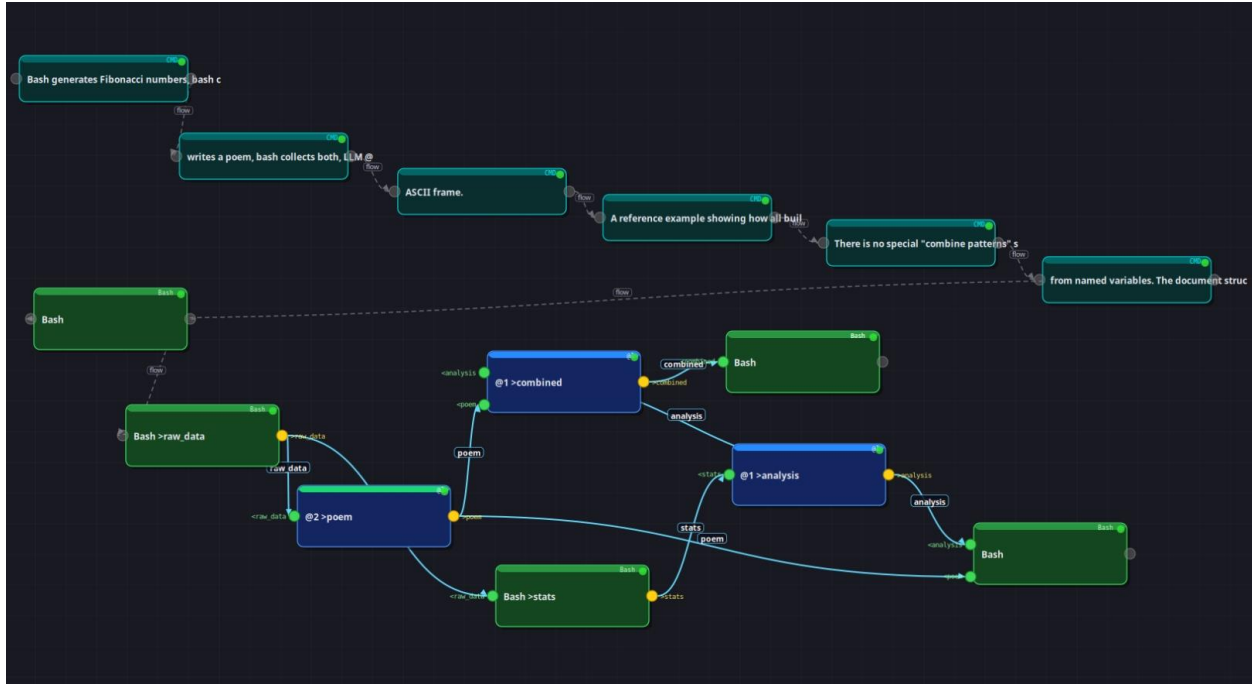 CMD
Bash generates Fibonacci numbers, bash c
flow
CMD
writes a poem, bash collects both, LLM @
flow
CMD
ASCII frame.
flow
CMD
A reference example showing how all buil
flow
CMD
There is no special "combine patterns" s
flow
CMD
from named variables. The document struc
flow
Bash
Bash
flow
Bash
Bash >raw_data
>raw_data
raw_data
@1 >combined
<analysis
<poem
>combined
combined
Bash
Bash
analysis
poem
@1 >analysis
<stats
>analysis
analysis
<raw_data
@2 >poem
>poem
stats
poem
Bash
Bash
<analysis
<poem
Bash
Bash >stats
<raw_data
>stats